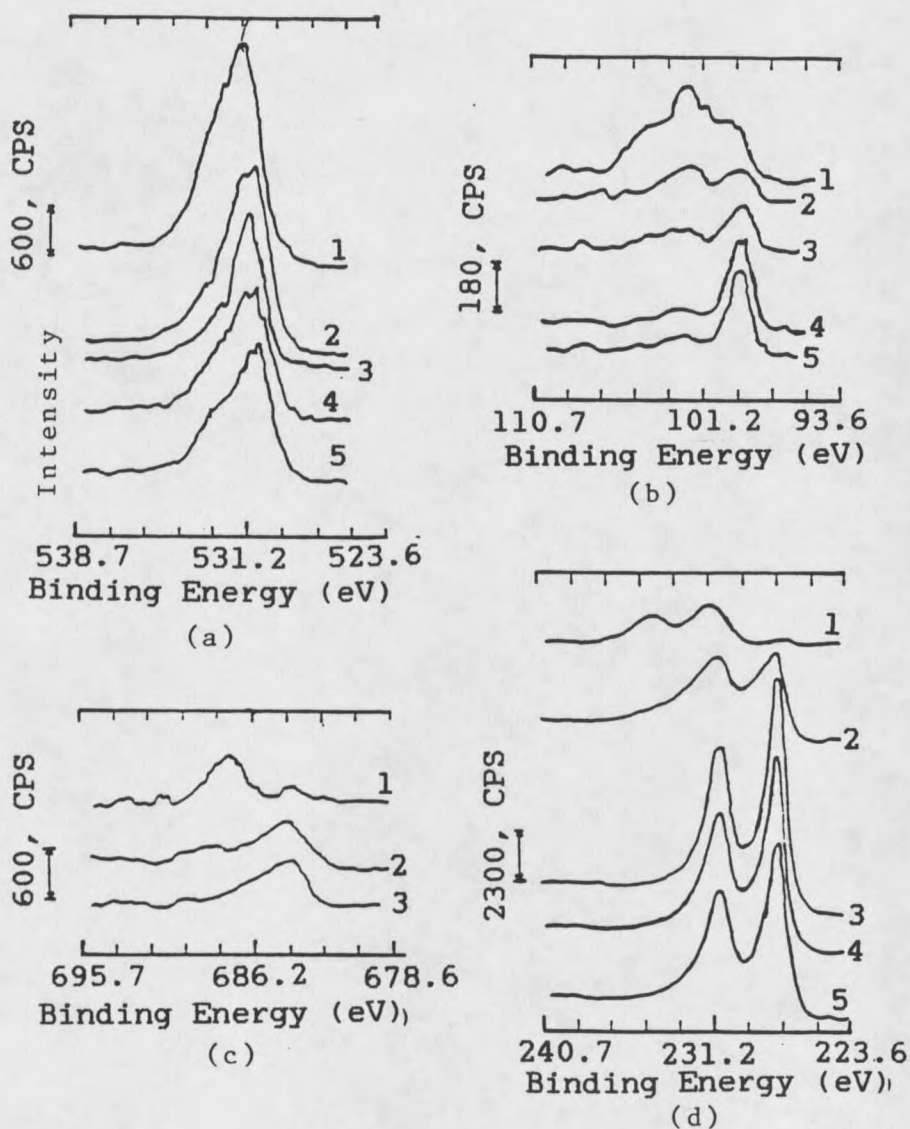 600, CPS
Intensity
1
2
3
4
5
538.7 531.2 523.6
Binding Energy (eV)
(a)
180, CPS
1
2
3
4
5
110.7 101.2 93.6
Binding Energy (eV)
(b)
600, CPS
1
2
3
695.7 686.2 678.6
Binding Energy (eV)
(c)
2300, CPS
1
2
3
4
5
240.7 231.2 223.6
Binding Energy (eV)
(d)